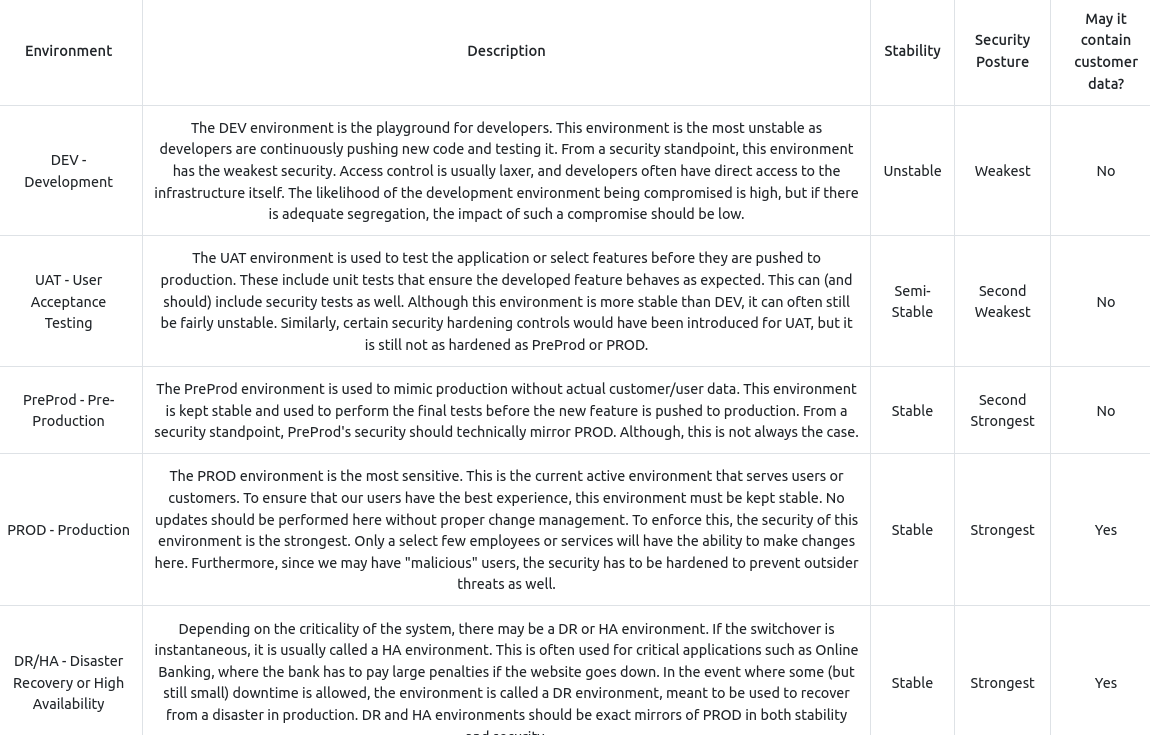 Environment
Description
Stability
Security
Posture
May it
contain
customer
data?
DEV -
Development
The DEV environment is the playground for developers. This environment is the most unstable as
developers are continuously pushing new code and testing it. From a security standpoint, this environment
has the weakest security. Access control is usually laxer, and developers often have direct access to the
infrastructure itself. The likelihood of the development environment being compromised is high, but if there
is adequate segregation, the impact of such a compromise should be low.
Unstable
Weakest
No
UAT - User
Acceptance
Testing
The UAT environment is used to test the application or select features before they are pushed to
production. These include unit tests that ensure the developed feature behaves as expected. This can (and
should) include security tests as well. Although this environment is more stable than DEV, it can often still
be fairly unstable. Similarly, certain security hardening controls would have been introduced for UAT, but it
is still not as hardened as PreProd or PROD.
Semi-
Stable
Second
Weakest
No
PreProd - Pre-
Production
The PreProd environment is used to mimic production without actual customer/user data. This environment
is kept stable and used to perform the final tests before the new feature is pushed to production. From a
security standpoint, PreProd's security should technically mirror PROD. Although, this is not always the case.
Stable
Second
Strongest
No
PROD - Production
The PROD environment is the most sensitive. This is the current active environment that serves users or
customers. To ensure that our users have the best experience, this environment must be kept stable. No
updates should be performed here without proper change management. To enforce this, the security of this
environment is the strongest. Only a select few employees or services will have the ability to make changes
here. Furthermore, since we may have "malicious" users, the security has to be hardened to prevent outsider
threats as well.
Stable
Strongest
Yes
DR/HA - Disaster
Recovery or High
Availability
Depending on the criticality of the system, there may be a DR or HA environment. If the switchover is
instantaneous, it is usually called a HA environment. This is often used for critical applications such as Online
Banking, where the bank has to pay large penalties if the website goes down. In the event where some (but
still small) downtime is allowed, the environment is called a DR environment, meant to be used to recover
from a disaster in production. DR and HA environments should be exact mirrors of PROD in both stability
and security.
Stable
Strongest
Yes